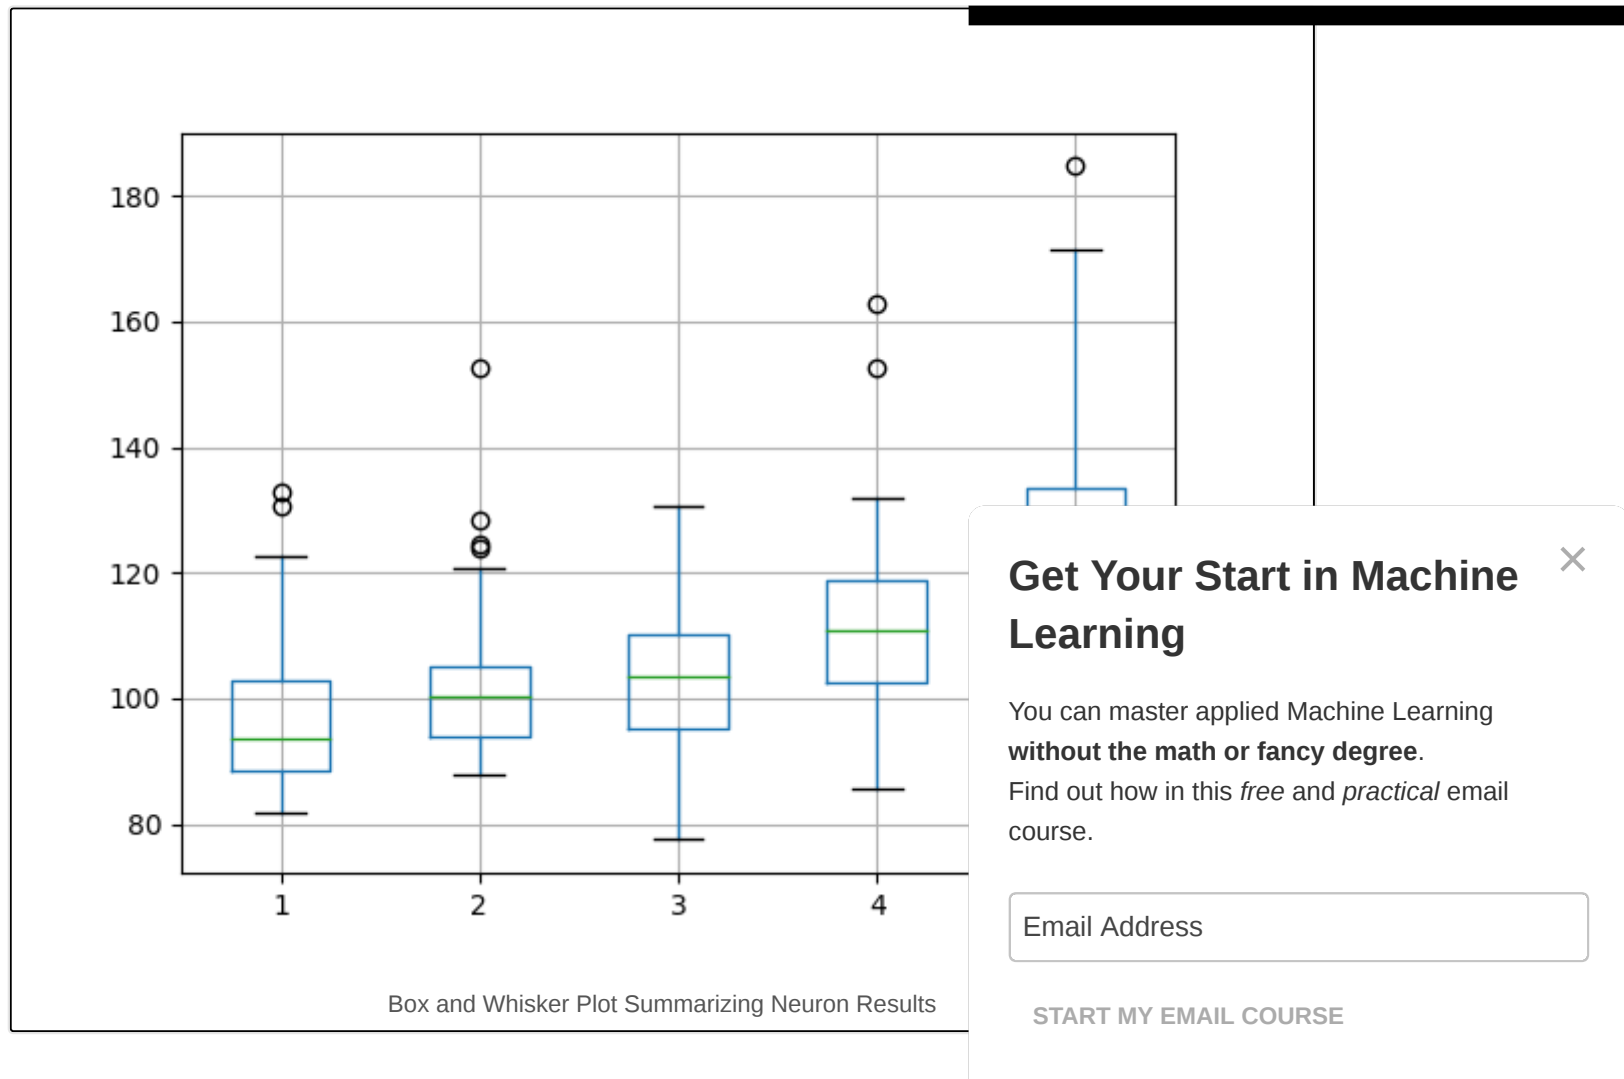 180
160
140
120
100
80
1 2 3 4
Box and Whisker Plot Summarizing Neuron Results
Get Your Start in Machine
Learning
You can master applied Machine Learning
without the math or fancy degree.
Find out how in this free and practical email
course.
Email Address
START MY EMAIL COURSE